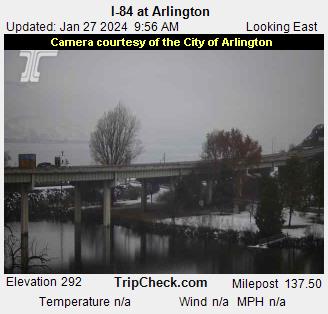 I-84 at Arlington
Updated: Jan 27 2024 9:56 AM Looking East
Camera courtesy of the City of Arlington
Elevation 292 TripCheck.com Milepost 137.50
Temperature n/a Wind n/a MPH n/a